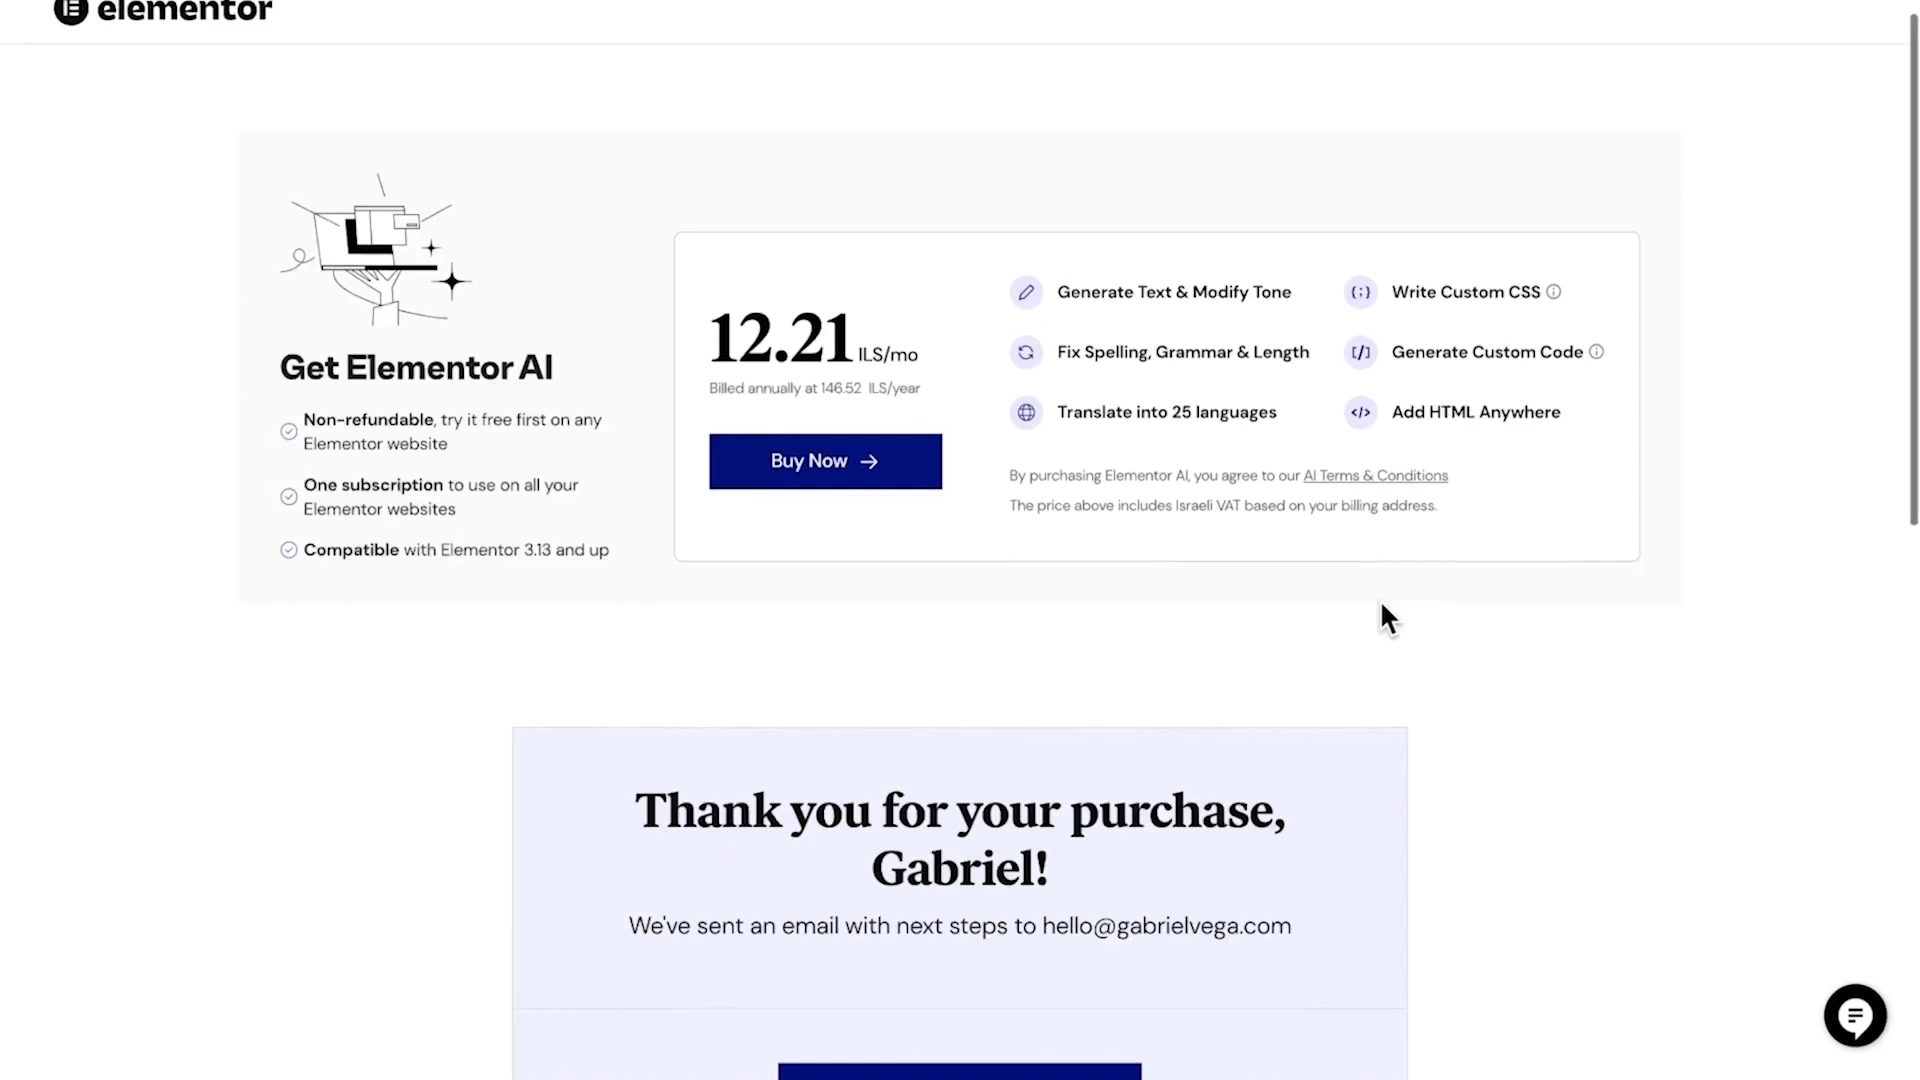 elementor
Get Elementor AI
Non-refundable, try it free first on any
Elementor website
One subscription to use on all your
Elementor websites
Compatible with Elementor 3.13 and up
12.21 ILS/mo
Billed annually at 146.52 ILS/year
Buy Now →
Generate Text & Modify Tone
Fix Spelling, Grammar & Length
Translate into 25 languages
{;} Write Custom CSS
[/] Generate Custom Code
</> Add HTML Anywhere
By purchasing Elementor AI, you agree to our AI Terms & Conditions
The price above includes Israeli VAT based on your billing address.
Thank you for your purchase,
Gabriel!
We've sent an email with next steps to hello@gabrielvega.com